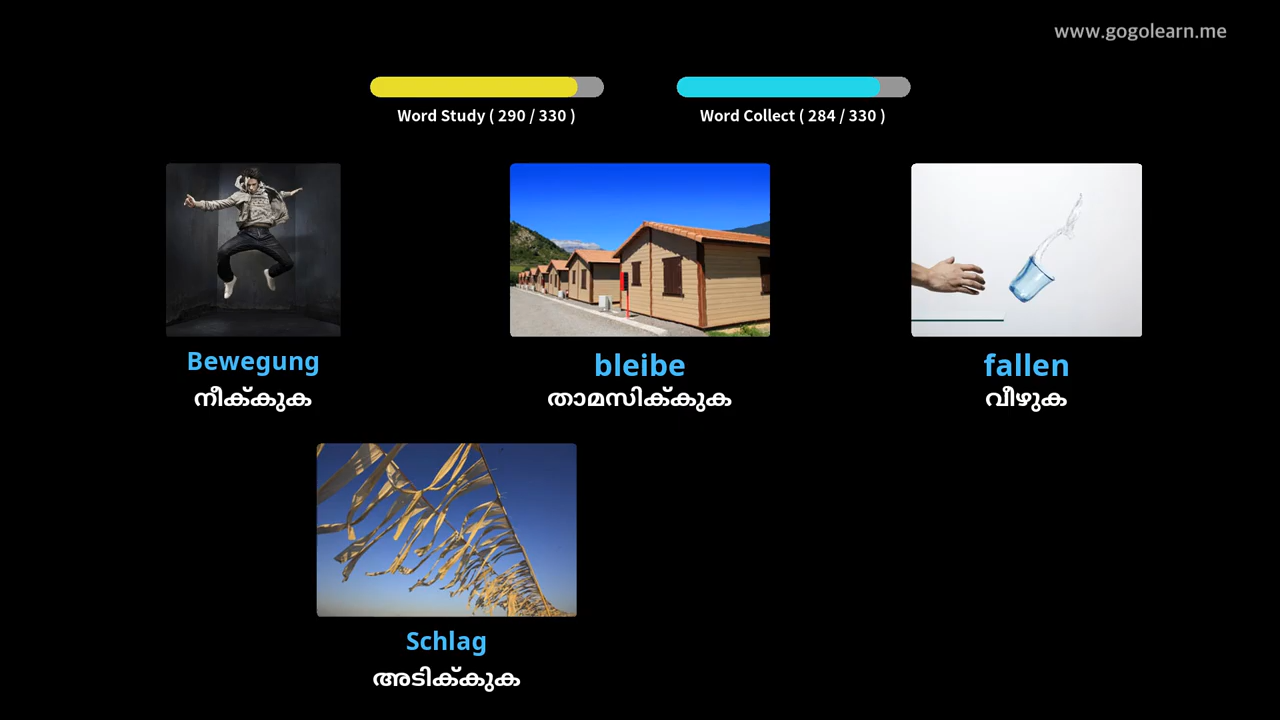 www.gogolearn.me
Word Study ( 290 / 330 )
Word Collect ( 284 / 330 )
Bewegung
നീക്കുക
bleibe
താമസിക്കുക
fallen
വീഴുക
Schlag
അടിക്കുക